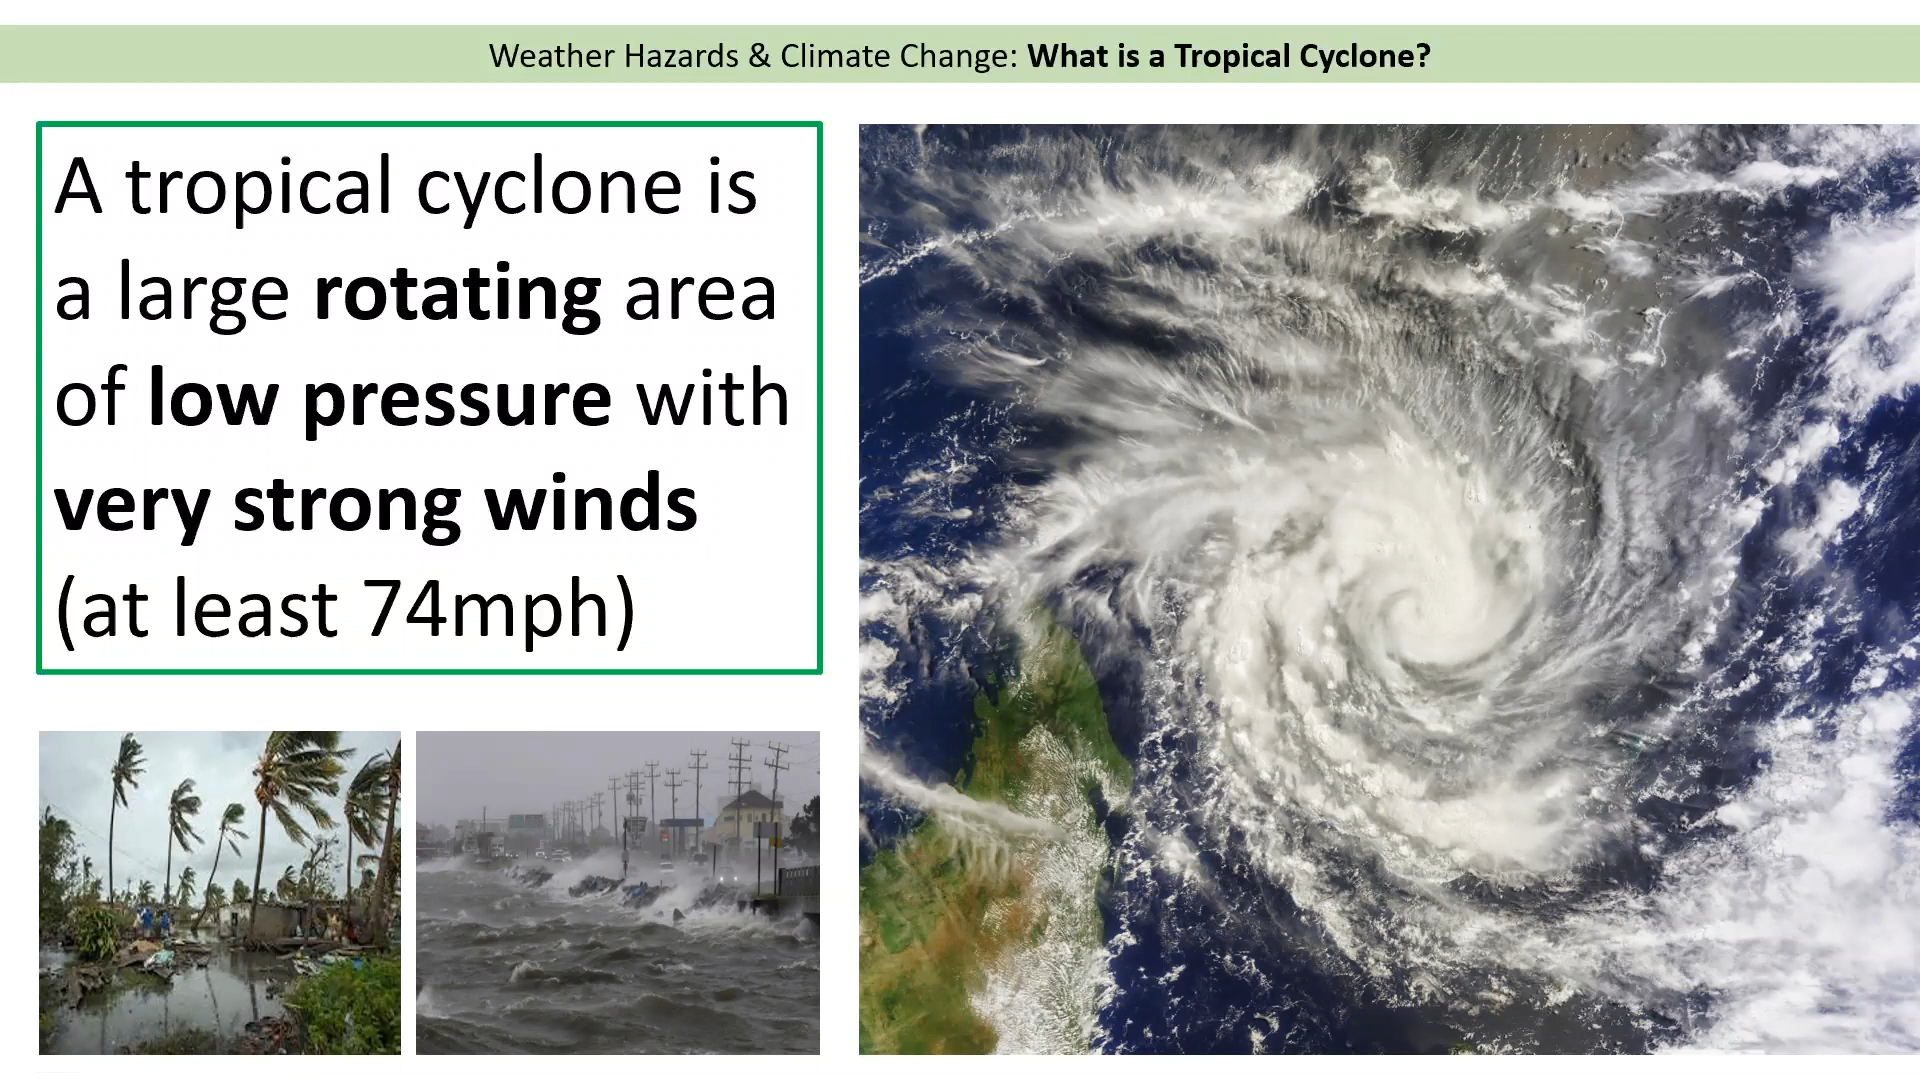 Weather Hazards & Climate Change: What is a Tropical Cyclone?
A tropical cyclone is
a large rotating area
of low pressure with
very strong winds
(at least 74mph)